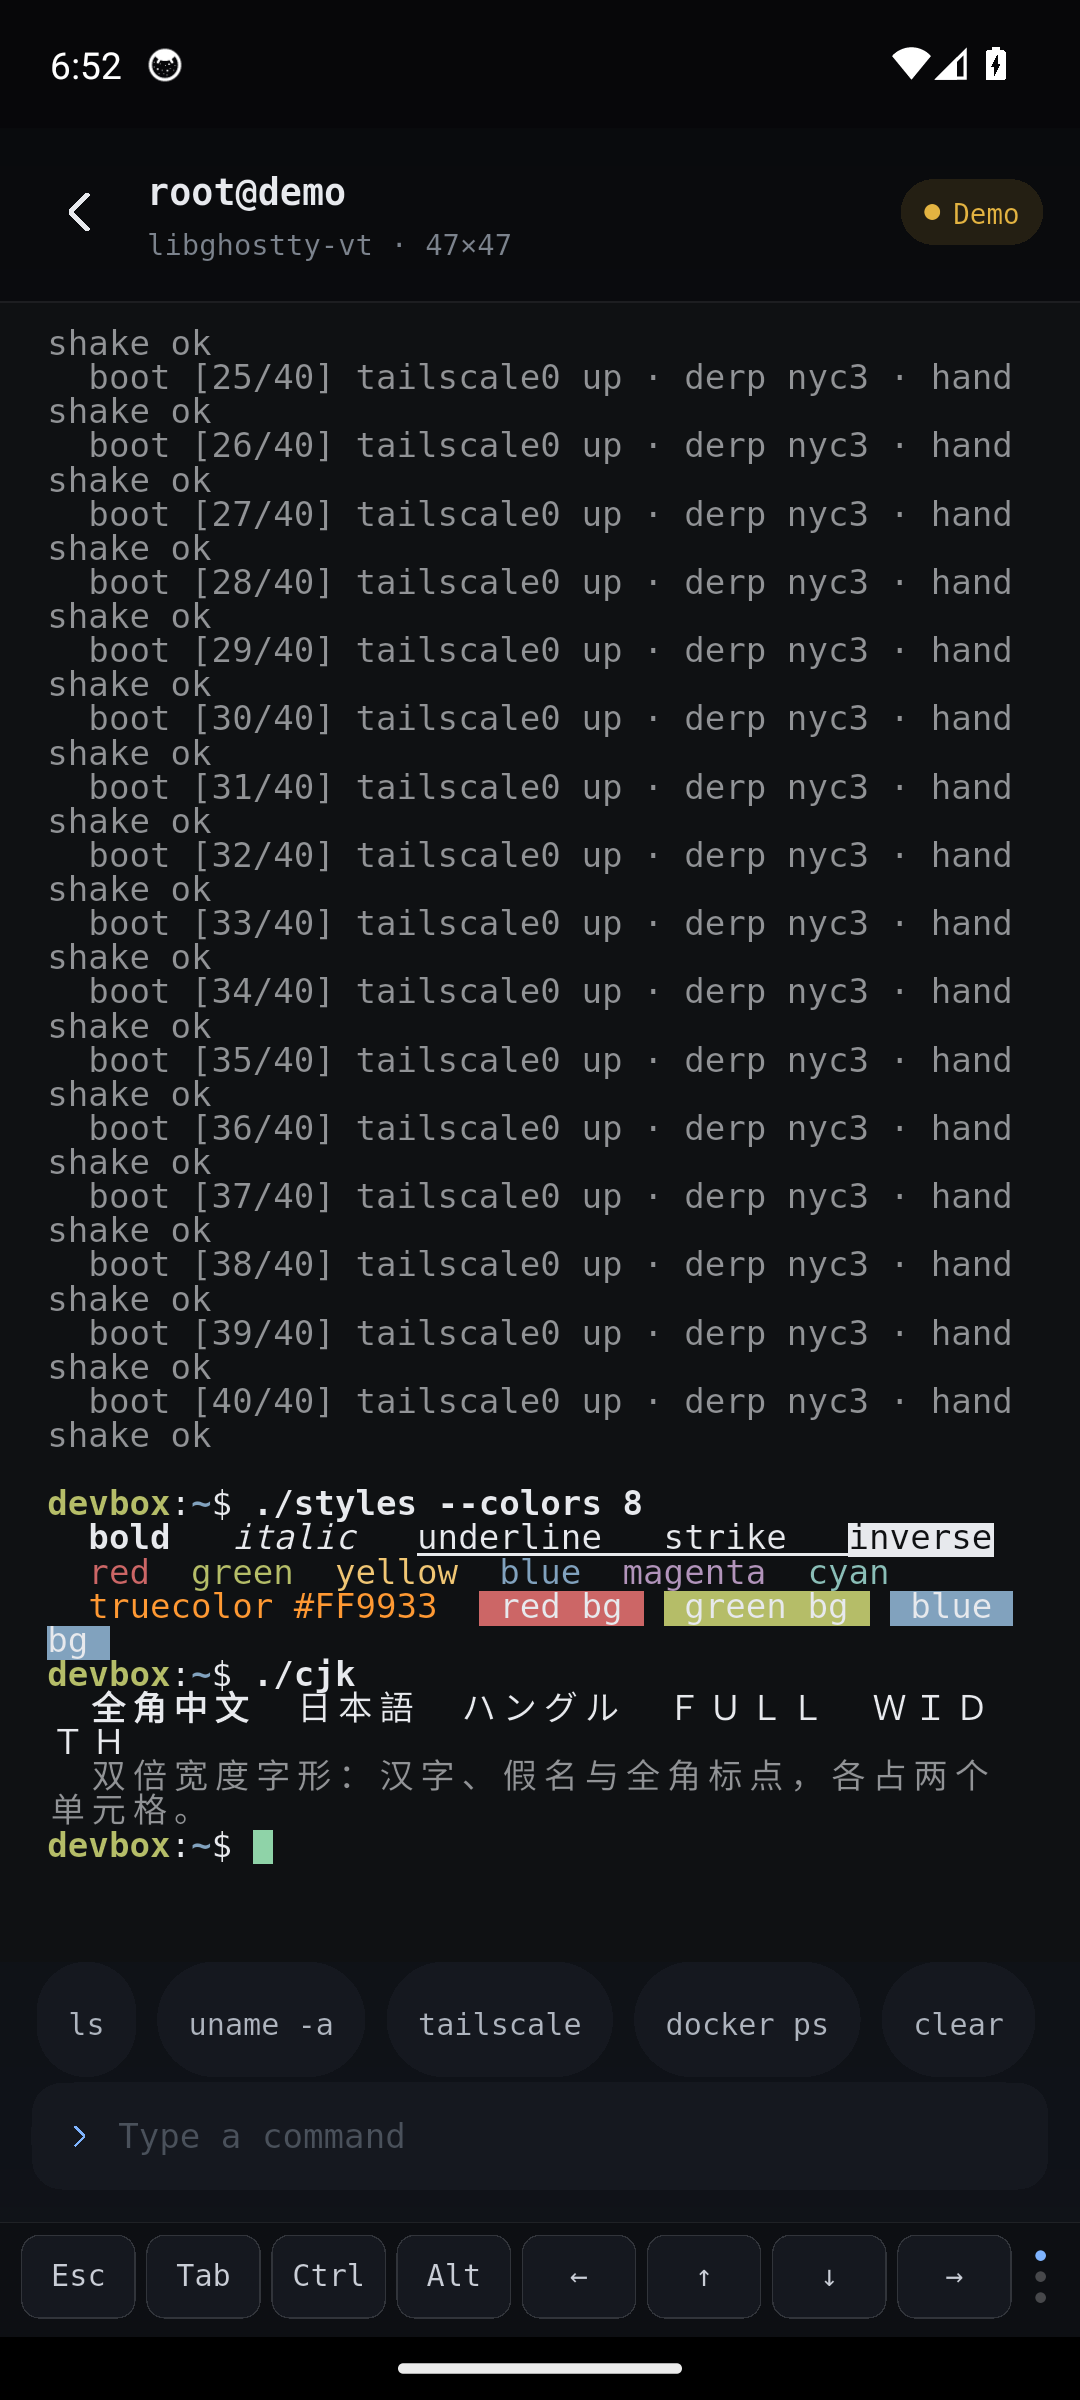 6:52
root@demo
libghostty-vt · 47×47
Demo
shake ok
boot [25/40] tailscale0 up · derp nyc3 · hand
shake ok
boot [26/40] tailscale0 up · derp nyc3 · hand
shake ok
boot [27/40] tailscale0 up · derp nyc3 · hand
shake ok
boot [28/40] tailscale0 up · derp nyc3 · hand
shake ok
boot [29/40] tailscale0 up · derp nyc3 · hand
shake ok
boot [30/40] tailscale0 up · derp nyc3 · hand
shake ok
boot [31/40] tailscale0 up · derp nyc3 · hand
shake ok
boot [32/40] tailscale0 up · derp nyc3 · hand
shake ok
boot [33/40] tailscale0 up · derp nyc3 · hand
shake ok
boot [34/40] tailscale0 up · derp nyc3 · hand
shake ok
boot [35/40] tailscale0 up · derp nyc3 · hand
shake ok
boot [36/40] tailscale0 up · derp nyc3 · hand
shake ok
boot [37/40] tailscale0 up · derp nyc3 · hand
shake ok
boot [38/40] tailscale0 up · derp nyc3 · hand
shake ok
boot [39/40] tailscale0 up · derp nyc3 · hand
shake ok
boot [40/40] tailscale0 up · derp nyc3 · hand
shake ok
devbox:~$ ./styles --colors 8
bold italic underline strike inverse
red green yellow blue magenta cyan
truecolor #FF9933 red bg green bg blue
bg
devbox:~$ ./cjk
全角中文 日本語 ハングル ＦＵＬＬ ＷＩＤ
ＴＨ
双倍宽度字形：汉字、假名与全角标点，各占两个
单元格。
devbox:~$
ls uname -a tailscale docker ps clear
Type a command
Esc Tab Ctrl Alt ← ↑ ↓ →